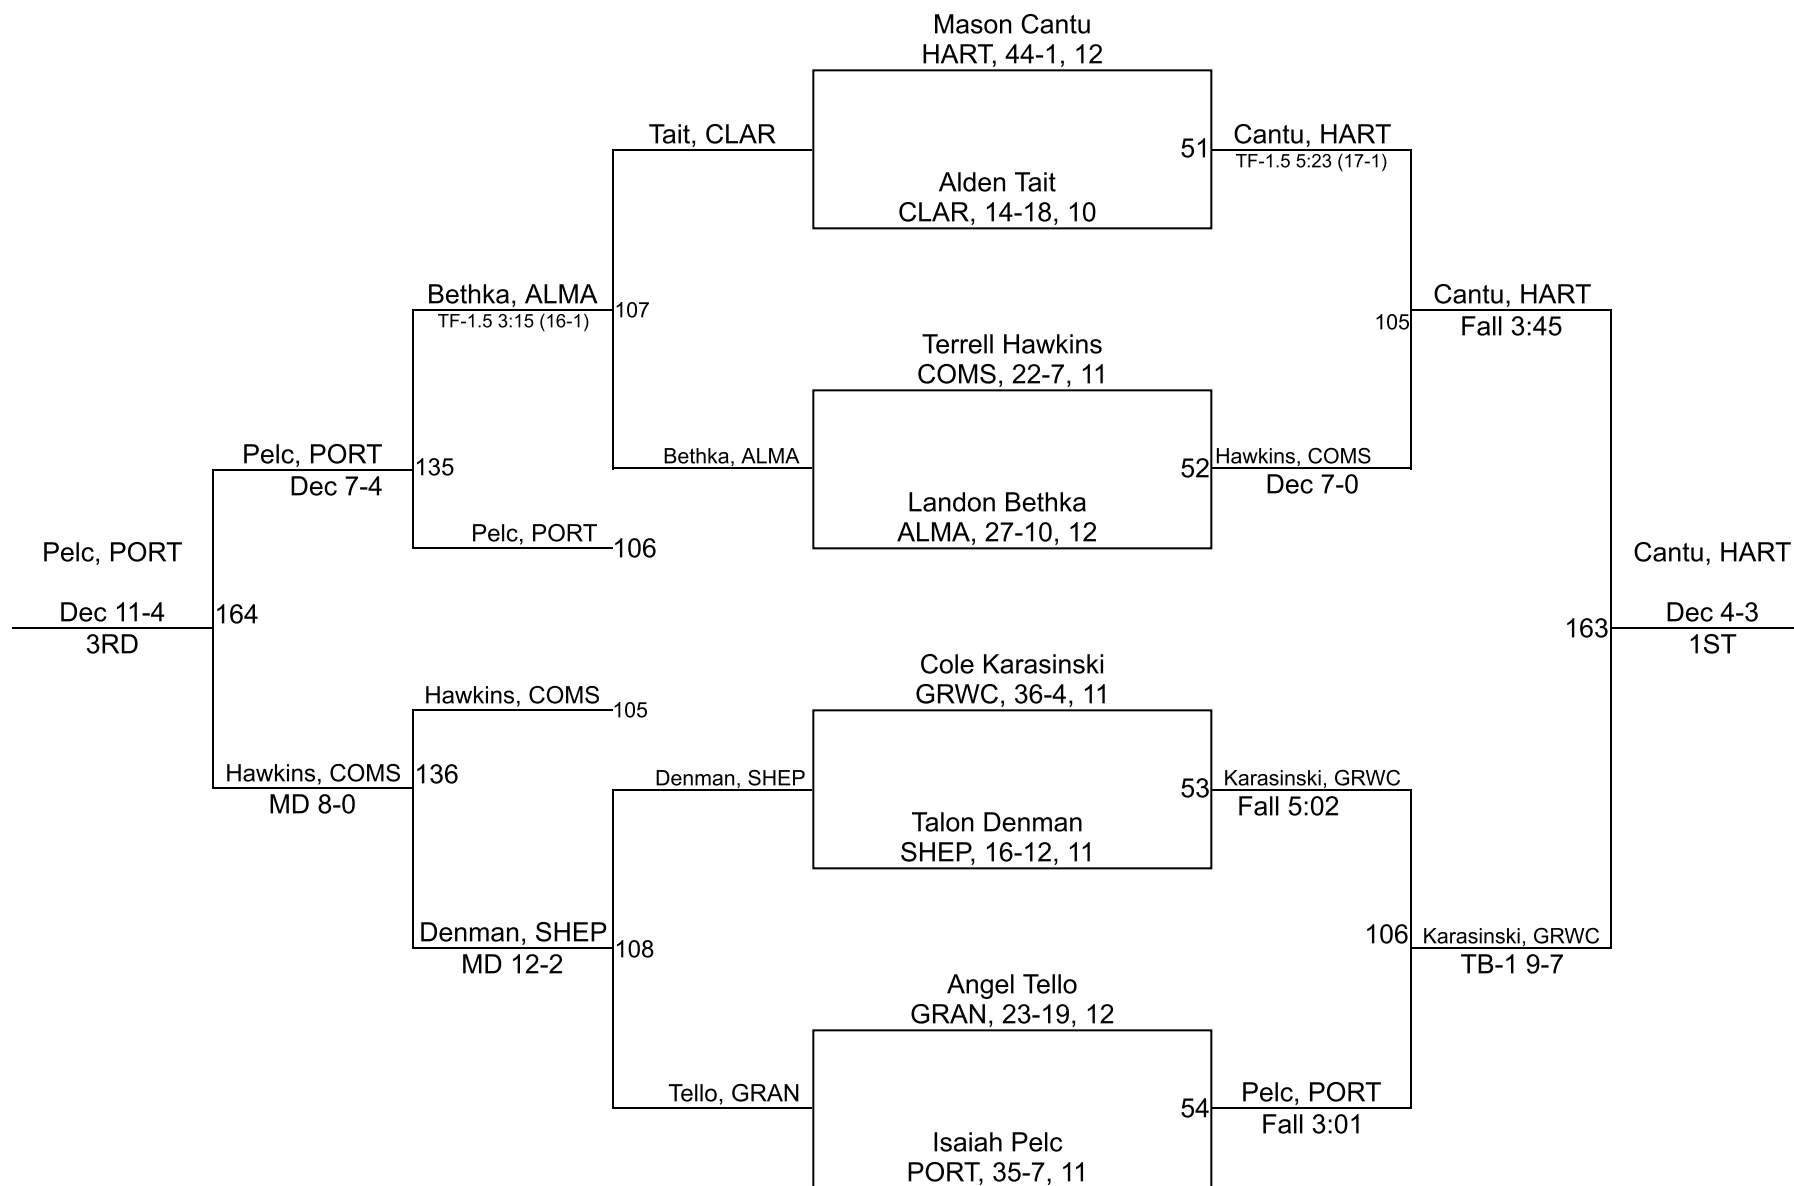 Mason Cantu
HART, 44-1, 12
Tait, CLAR
51
Cantu, HART
TF-1.5 5:23 (17-1)
Alden Tait
CLAR, 14-18, 10
Bethka, ALMA
TF-1.5 3:15 (16-1)
107
105
Cantu, HART
Fall 3:45
Terrell Hawkins
COMS, 22-7, 11
Pelc, PORT
Dec 7-4
135
Bethka, ALMA
52
Hawkins, COMS
Dec 7-0
Landon Bethka
ALMA, 27-10, 12
Pelc, PORT
106
Pelc, PORT
Dec 11-4
3RD
164
163
Cantu, HART
Dec 4-3
1ST
Cole Karasinski
GRWC, 36-4, 11
Hawkins, COMS
105
Hawkins, COMS
MD 8-0
136
Denman, SHEP
53
Karasinski, GRWC
Fall 5:02
Talon Denman
SHEP, 16-12, 11
Denman, SHEP
MD 12-2
108
106
Karasinski, GRWC
TB-1 9-7
Angel Tello
GRAN, 23-19, 12
Tello, GRAN
54
Pelc, PORT
Fall 3:01
Isaiah Pelc
PORT, 35-7, 11